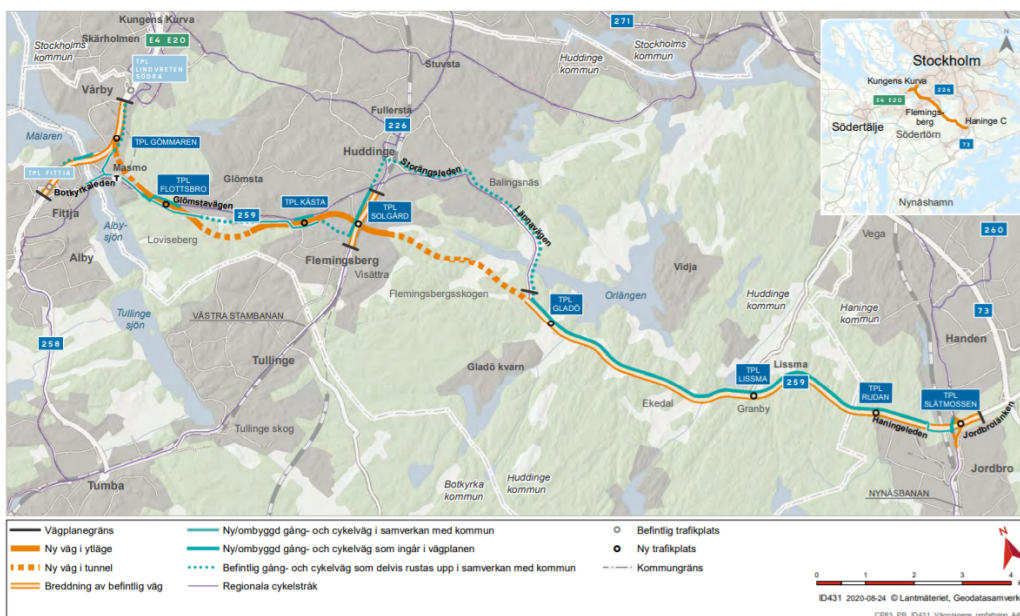 Kungens Kurva
Skärholmen
E4 E20
Stockholms
kommun
TPL
LINDVRETEN
SÖDRA
Vårby
271
Huddinge
kommun
Stockholms
kommun
Stuvsta
Fullersta
226
Huddinge
Mälaren
TPL GÖMMAREN
Masmo
TPL FITTJA
Botkyrkaleden
T
Fittja
TPL
FLOTTSBRO
Glömstavägen
Glömsta
259
TPL KÄSTA
TPL
SOLGÅRD
Storängsleden
Balingsnäs
Läpgavägen
Alby-
sjön
Alby
Loviseberg
Flemingsberg
Visättra
Flemingsbergsskogen
Vidja
Orlången
TPL
GLADÖ
Tullinge
sjön
VÄSTRA STAMBANAN
258
Tullinge
Gladö kvarn
Huddinge
kommun
Haninge
kommun
Vega
260
73
Handen
Lissma
TPL
LISSMA
259
Granby
Ekedal
TPL
RUDAN
Haningeleden
TPL
SLÄTMOSSEN
Jordbrolänken
Jordbro
NYNÄSBANAN
Tullinge skog
Tumba
Botkyrka
kommun
Huddinge
kommun
N
Stockholm
Kungens Kurva
226
E4 E20
Flemings-
berg
Haninge C
Södertälje
Södertörn
73
Nynäshamn
Vägplanegräns
Ny väg i ytläge
Ny väg i tunnel
Breddning av befintlig väg
Ny/ombyggd gång- och cykelväg i samverkan med kommun
Ny/ombyggd gång- och cykelväg som ingår i vägplanen
Befintlig gång- och cykelväg som delvis rustas upp i samverkan med kommun
Regionala cykelstråk
Befintlig trafikplats
Ny trafikplats
Kommungräns
N
0 1 2 3 4
ID431 2020-08-24 © Lantmäteriet, Geodatasamverk